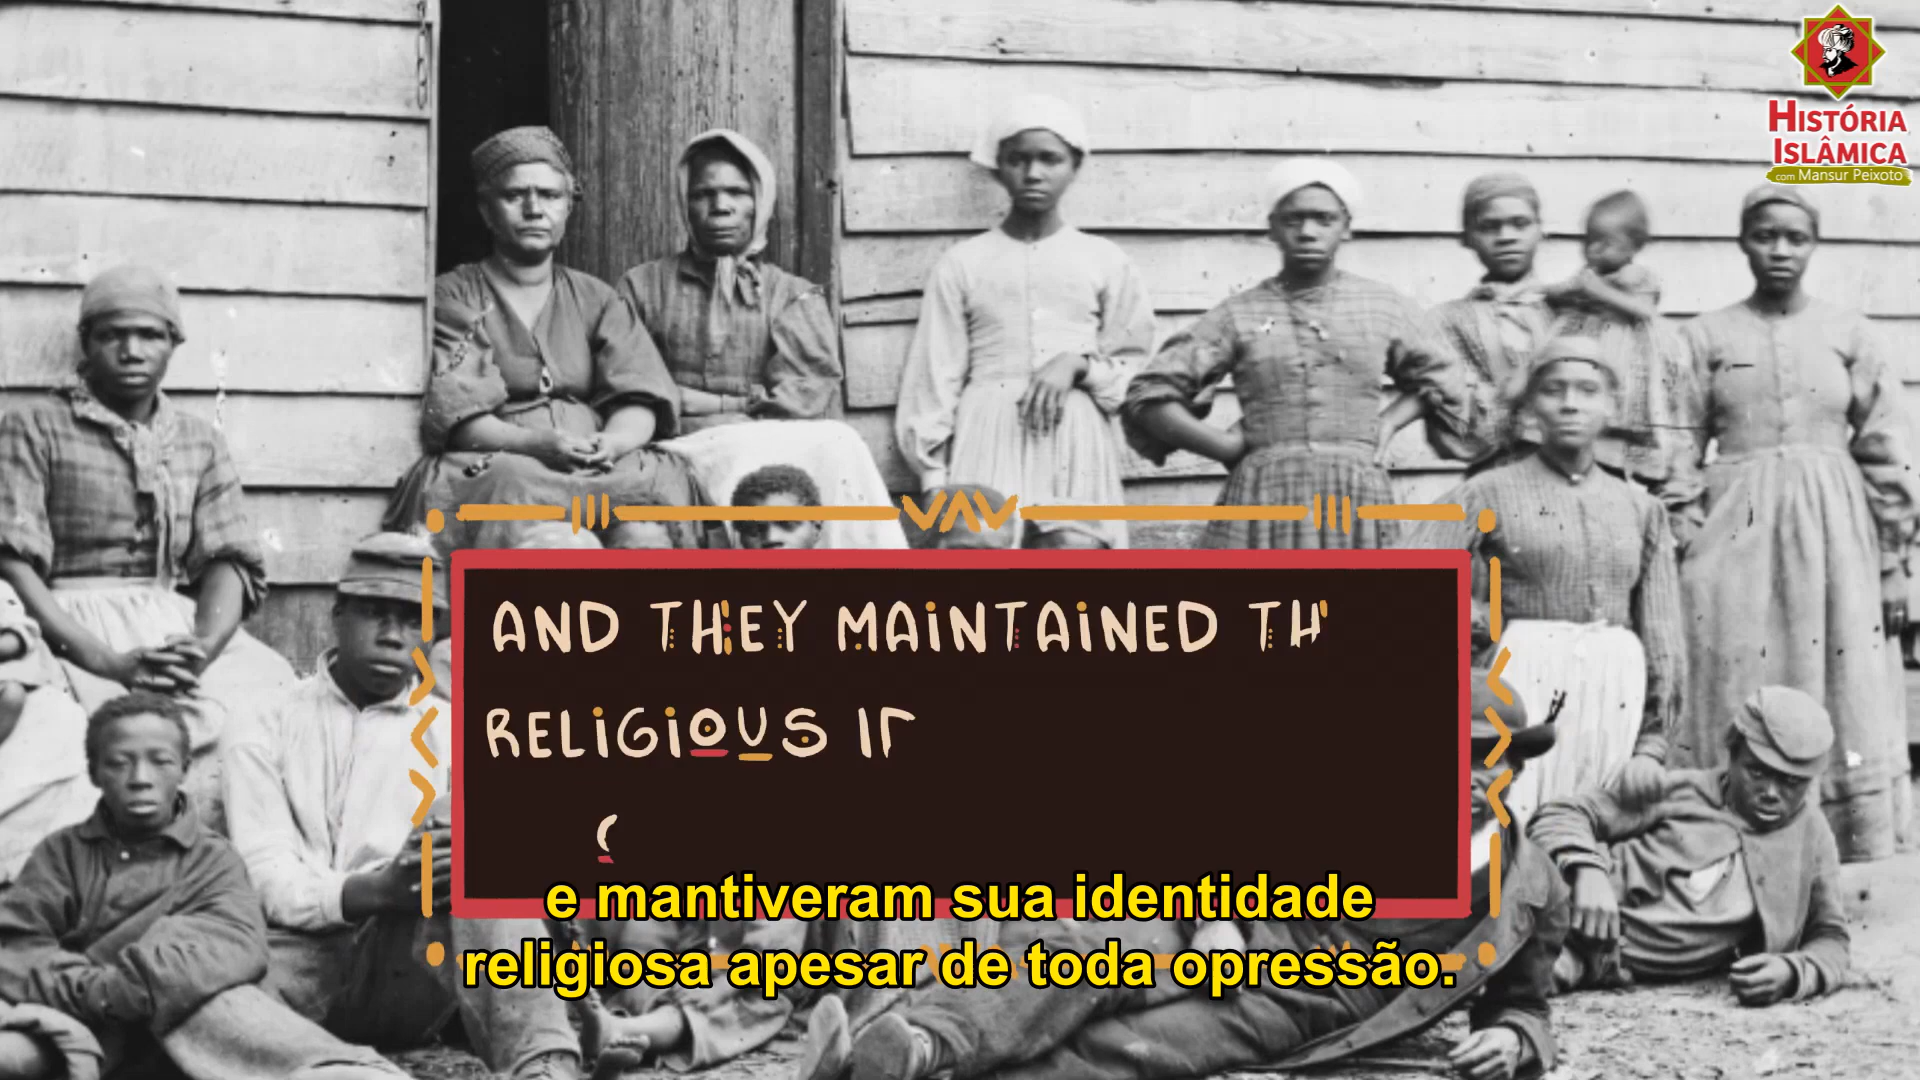 HISTÓRIA
ISLÂMICA
com Mansur Peixoto
AND THEY MAINTAINED TH
RELIGIOUS
e mantiveram sua identidade
religiosa apesar de toda opressão.